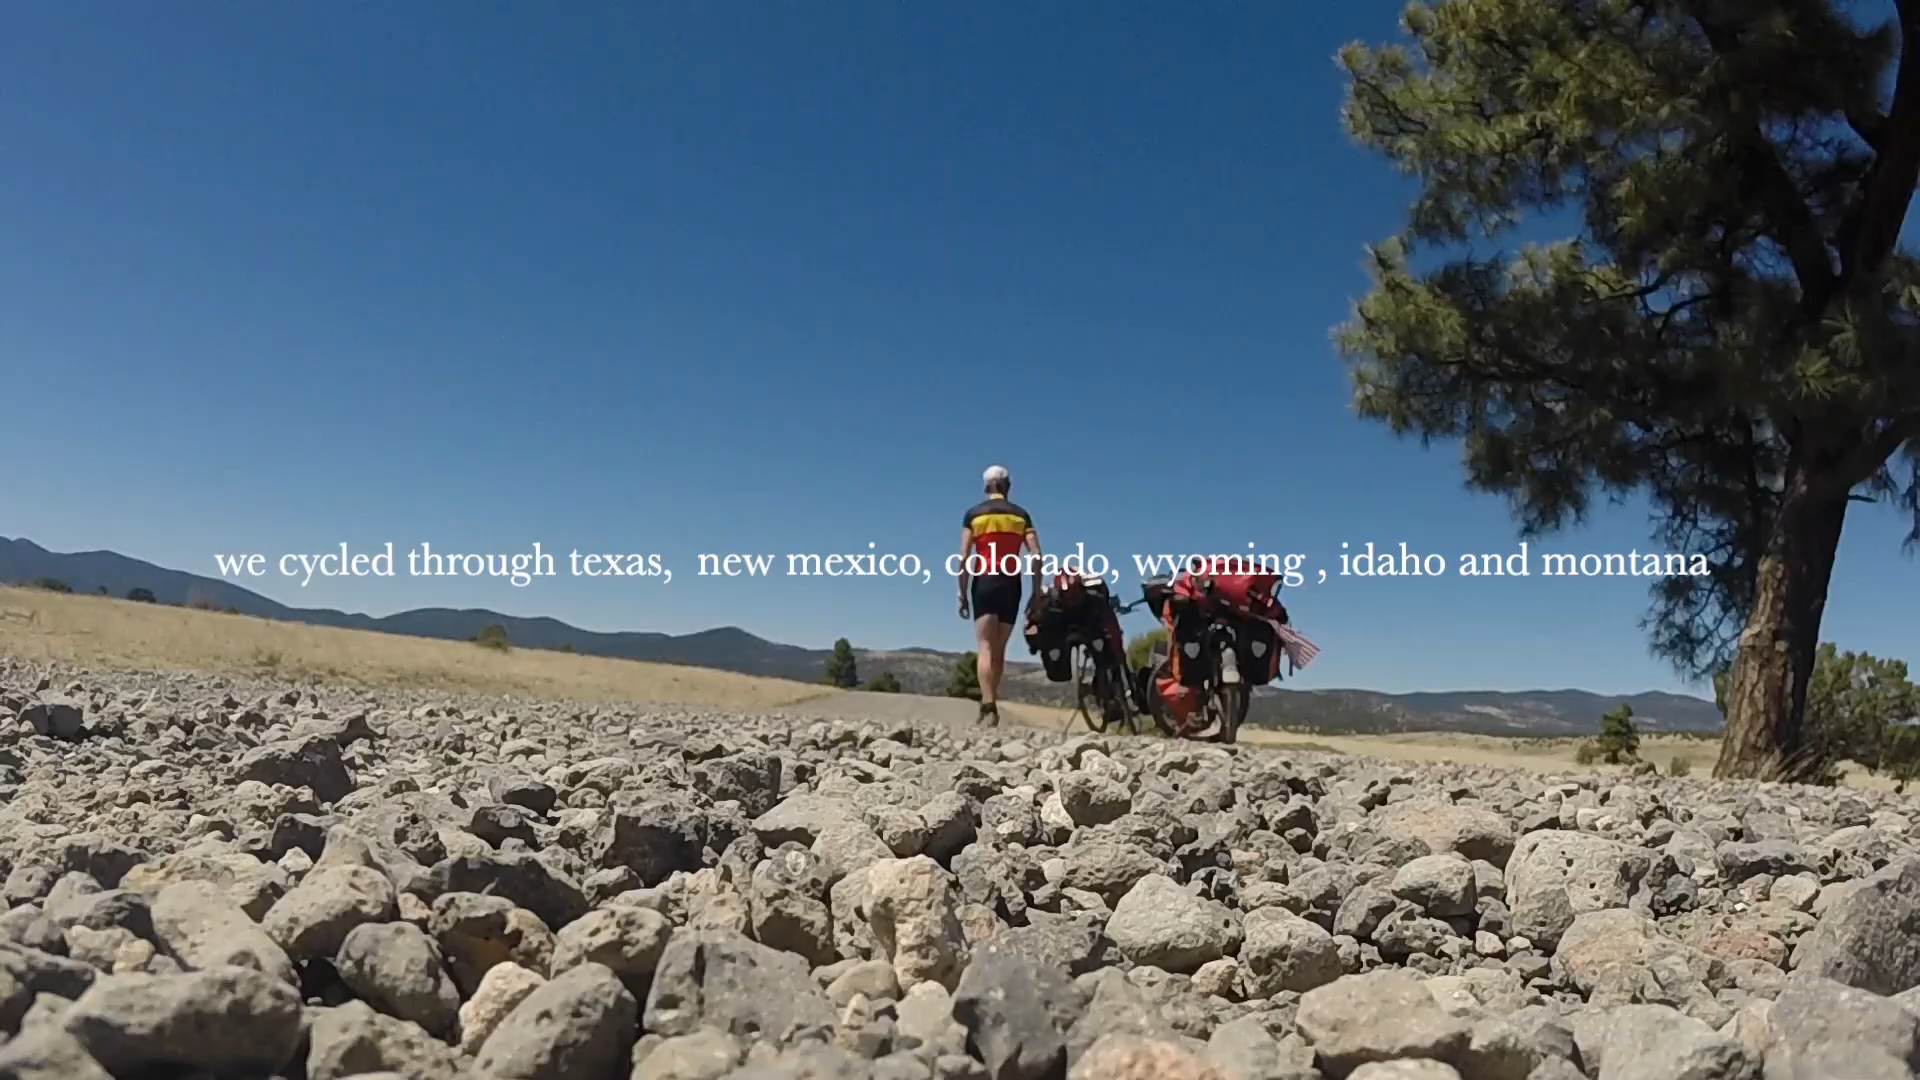 we cycled through texas,  new mexico, colorado, wyoming , idaho and montana